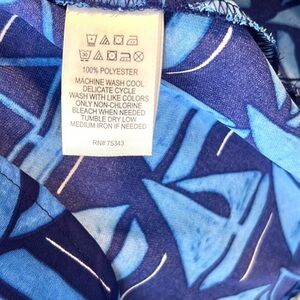 100% POLYESTER
MACHINE WASH COOL
DELICATE CYCLE
WASH WITH LIKE COLORS
ONLY NON-CHLORINE
BLEACH WHEN NEEDED
TUMBLE DRY LOW
MEDIUM IRON IF NEEDED
RN# 75343